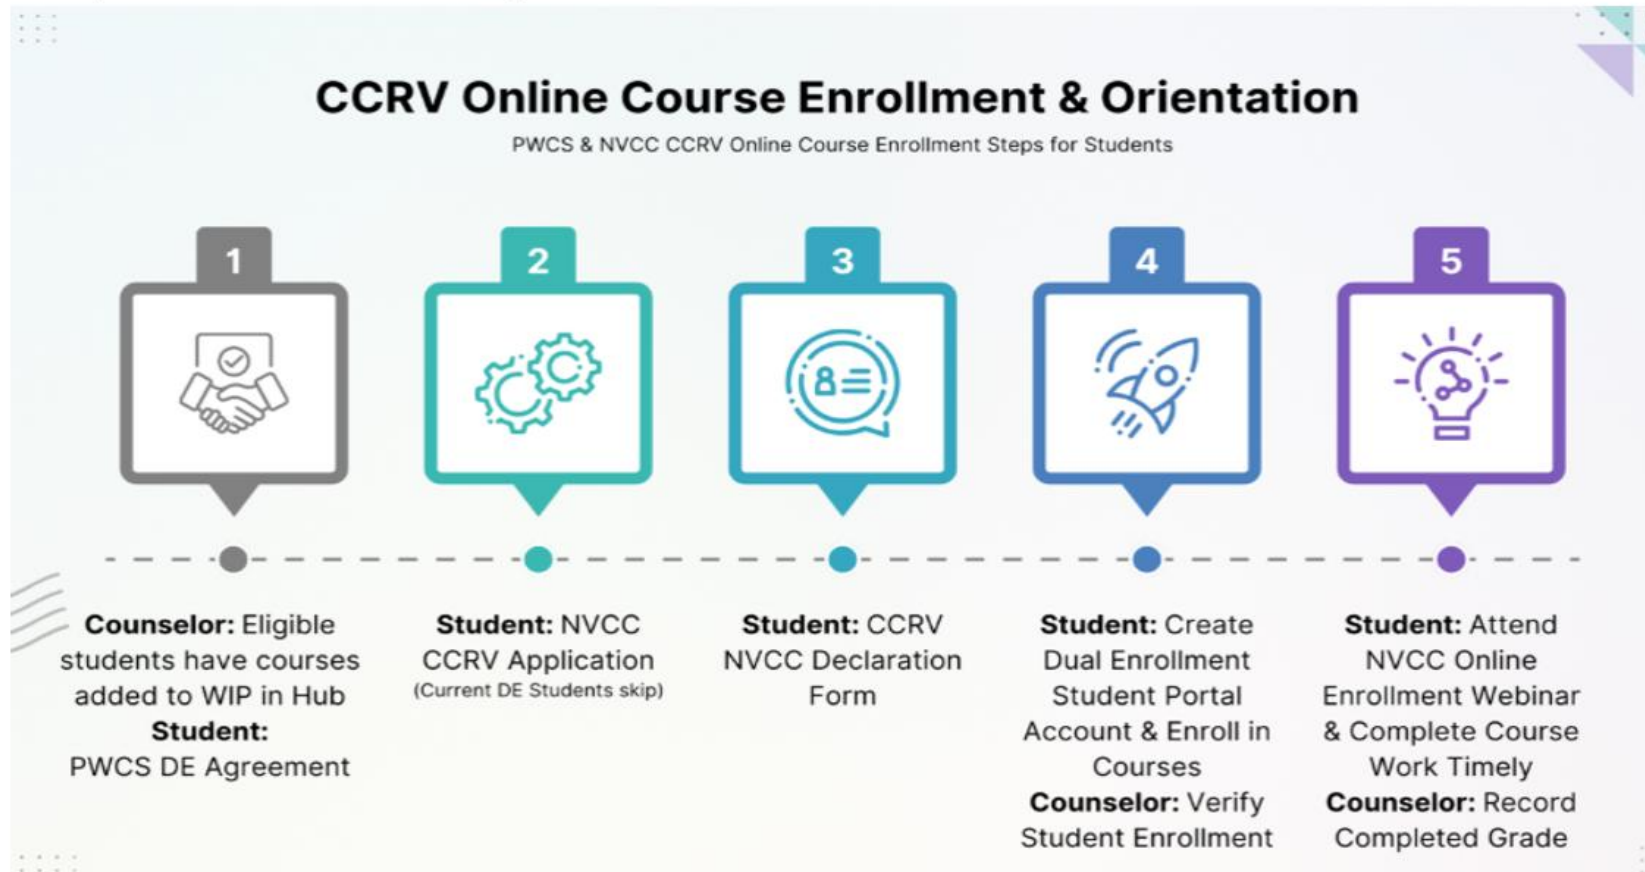 CCRV Online Course Enrollment & Orientation
PWCS & NVCC CCRV Online Course Enrollment Steps for Students
1
Counselor: Eligible
students have courses
added to WIP in Hub
Student:
PWCS DE Agreement
2
Student: NVCC
CCRV Application
(Current DE Students skip)
3
Student: CCRV
NVCC Declaration
Form
4
Student: Create
Dual Enrollment
Student Portal
Account & Enroll in
Courses
Counselor: Verify
Student Enrollment
5
Student: Attend
NVCC Online
Enrollment Webinar
& Complete Course
Work Timely
Counselor: Record
Completed Grade